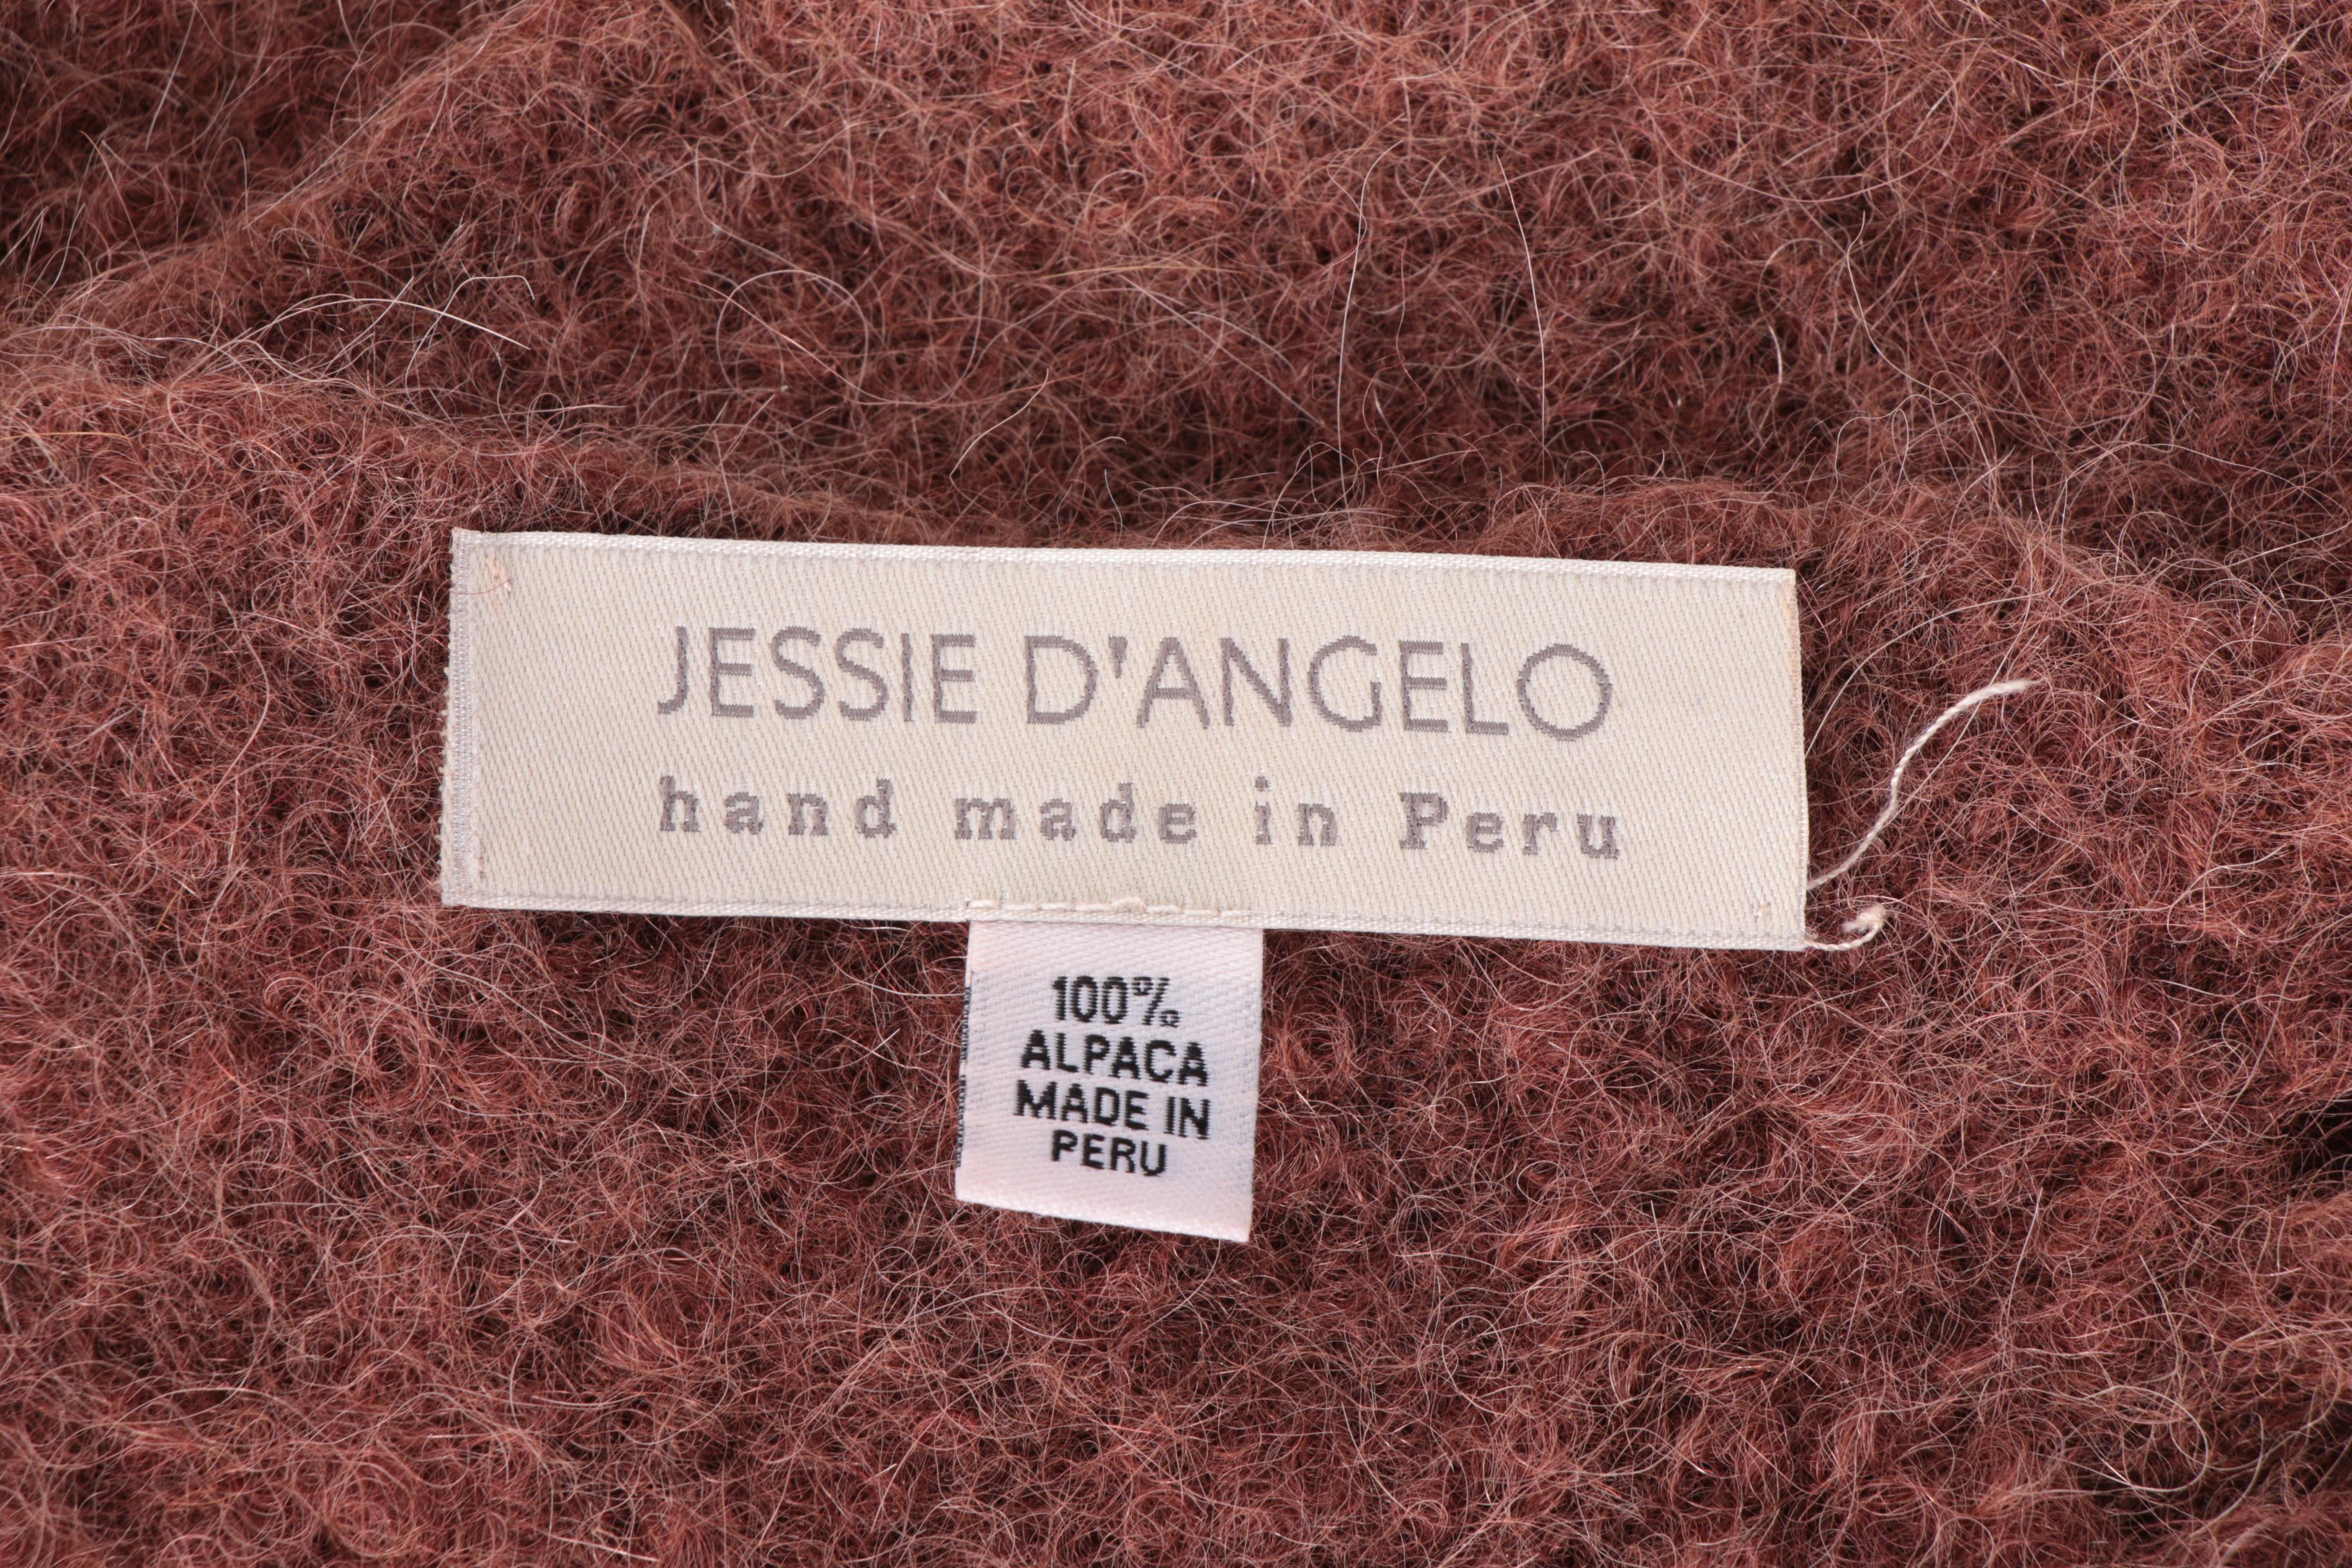 JESSIE D'ANGELO
hand made in Peru
100%
ALPACA
MADE IN
PERU